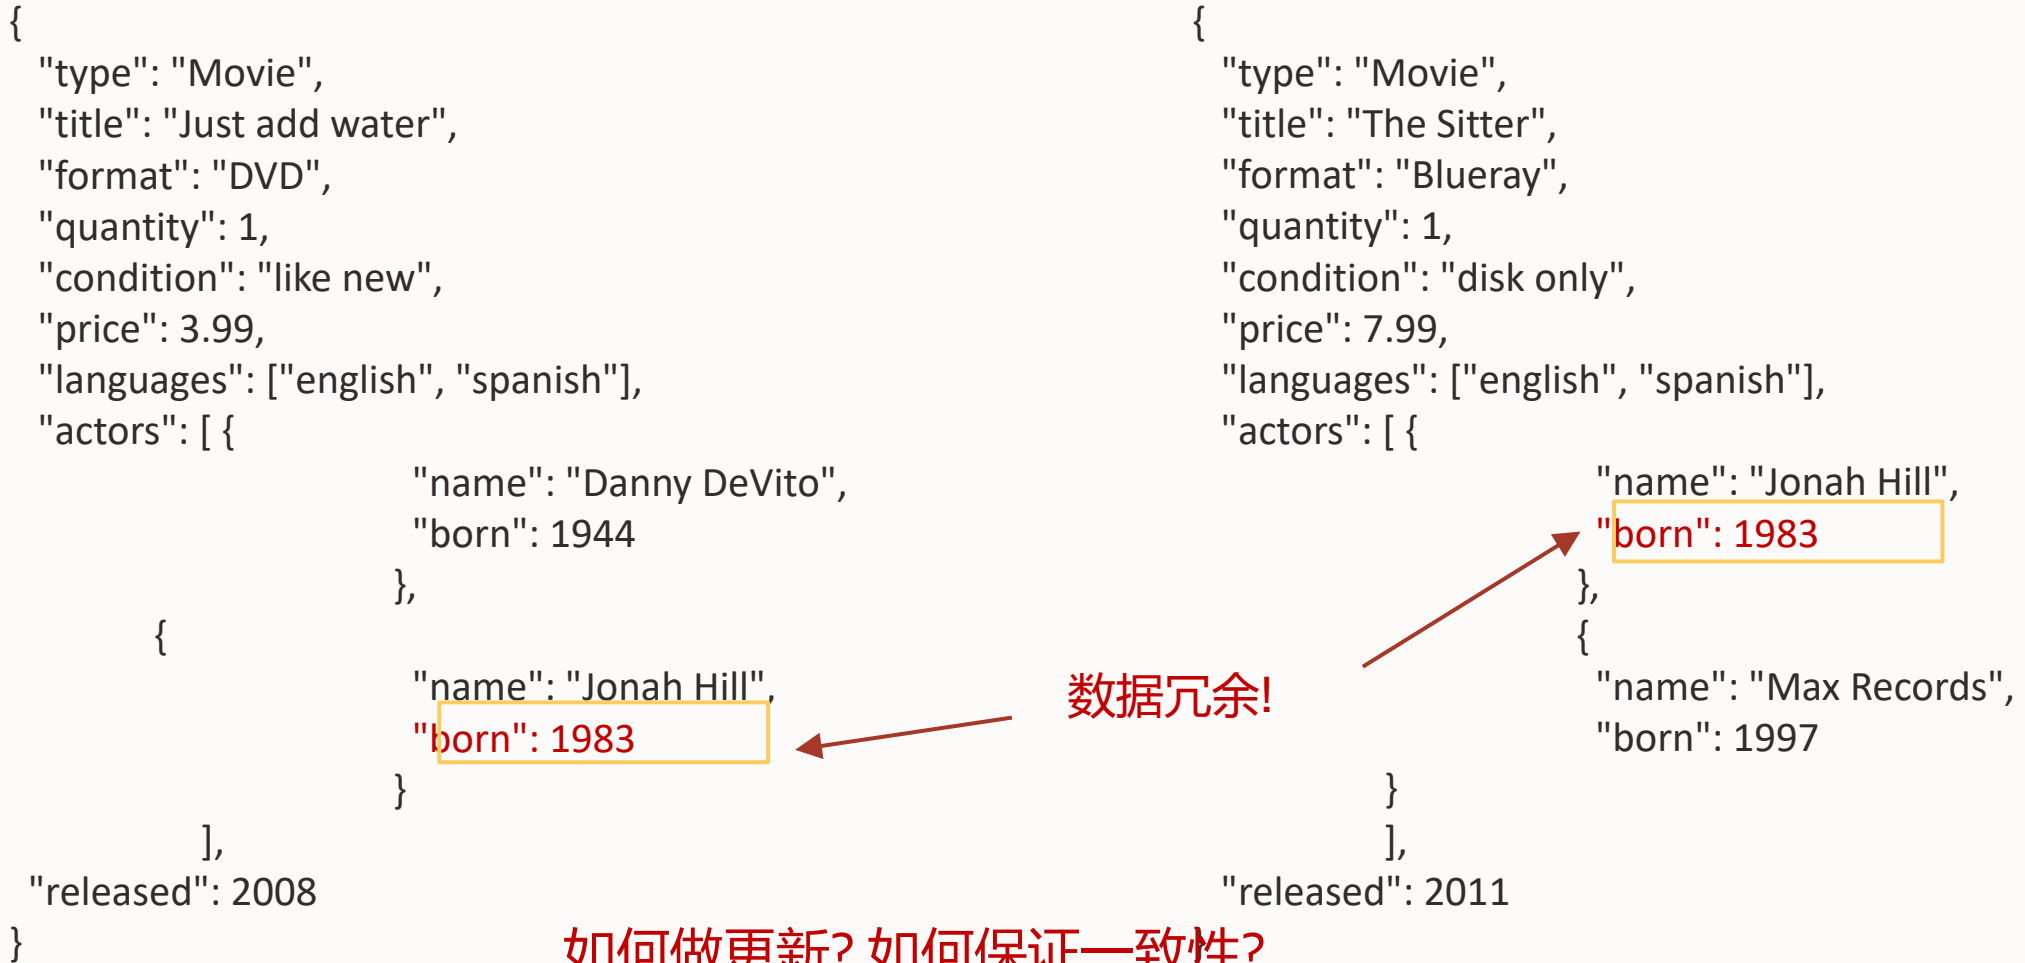 {
"type": "Movie",
"title": "Just add water",
"format": "DVD",
"quantity": 1,
"condition": "like new",
"price": 3.99,
"languages": ["english", "spanish"],
"actors": [ {
"name": "Danny DeVito",
"born": 1944
},
{
"name": "Jonah Hill",
"born": 1983
}
],
"released": 2008
}
{
"type": "Movie",
"title": "The Sitter",
"format": "Blueray",
"quantity": 1,
"condition": "disk only",
"price": 7.99,
"languages": ["english", "spanish"],
"actors": [ {
"name": "Jonah Hill",
"born": 1983
},
{
"name": "Max Records",
"born": 1997
}
],
"released": 2011
}
数据冗余!
如何做更新? 如何保证一致性?